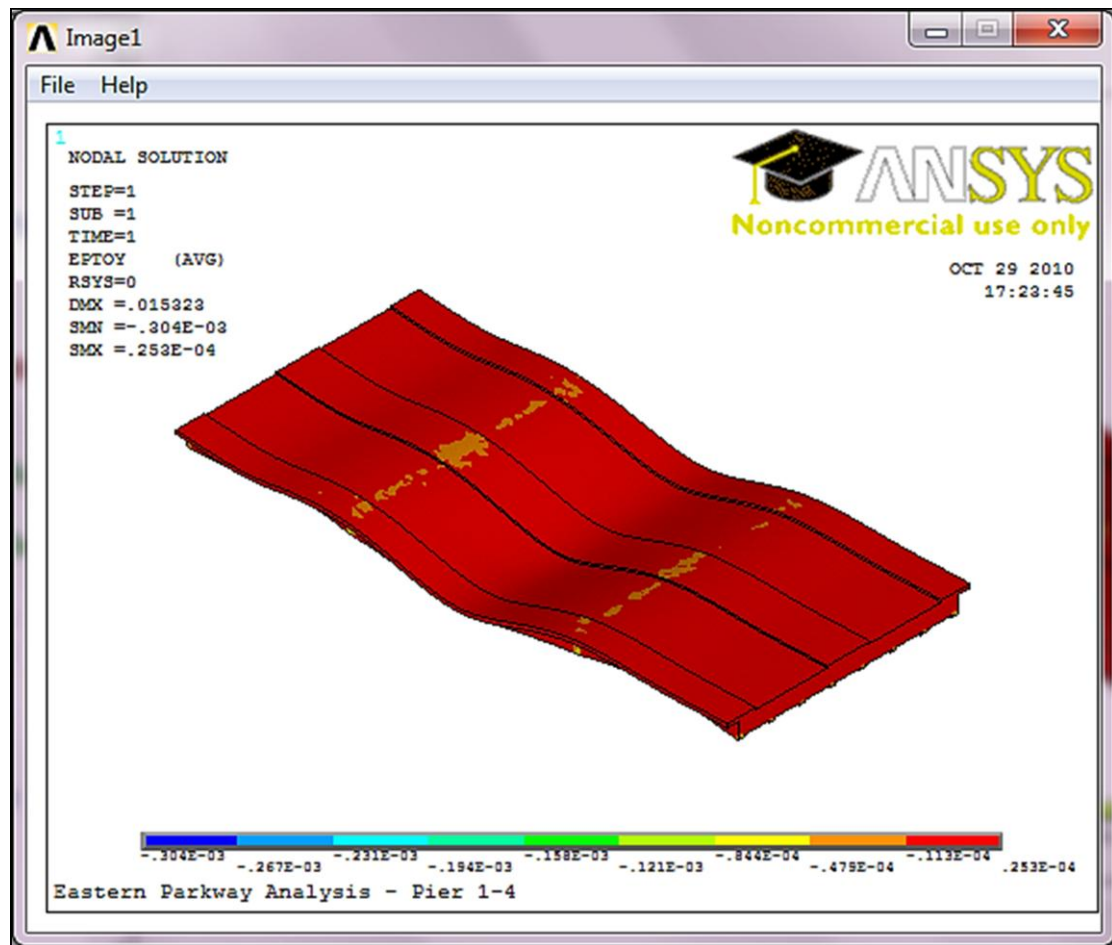 Image1
File Help
1
NODAL SOLUTION
STEP=1
SUB =1
TIME=1
EPTOY (AVG)
RSYS=0
DMX =.015323
SMN =-.304E-03
SMX =.253E-04
ANSYS
Noncommercial use only
OCT 29 2010
17:23:45
-.304E-03 -.231E-03 -.158E-03 -.844E-04 -.113E-04
-.267E-03 -.194E-03 -.121E-03 -.479E-04 .253E-04
Eastern Parkway Analysis - Pier 1-4